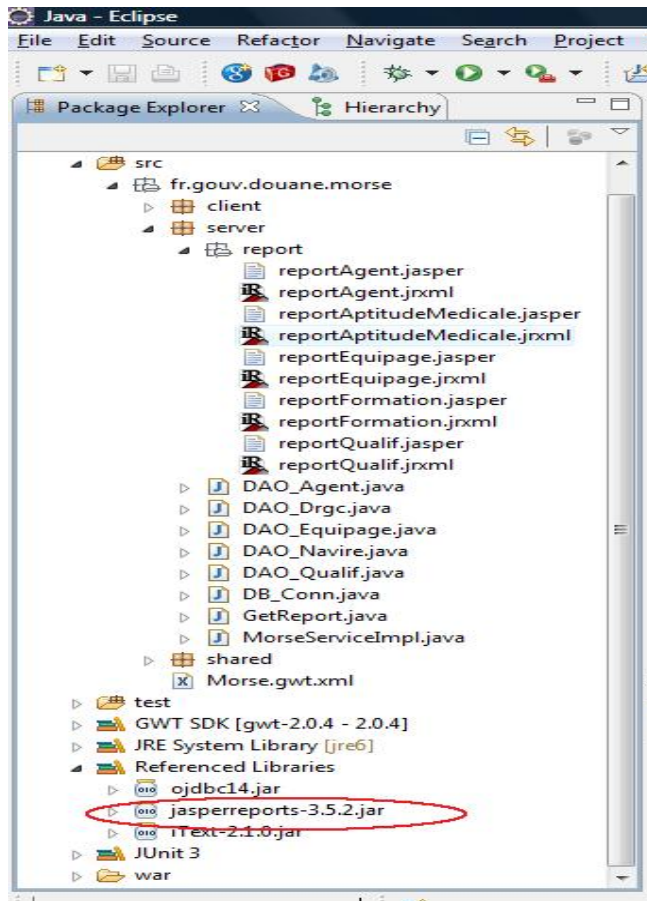 Java - Eclipse
File Edit Source Refactor Navigate Search Project
Package Explorer Hierarchy
src
fr.gouv.douane.morse
client
server
report
reportAgent.jasper
reportAgent.jrxml
reportAptitudeMedicale.jasper
reportAptitudeMedicale.jrxml
reportEquipage.jasper
reportEquipage.jrxml
reportFormation.jasper
reportFormation.jrxml
reportQualif.jasper
reportQualif.jrxml
DAO_Agent.java
DAO_Drgc.java
DAO_Equipage.java
DAO_Navire.java
DAO_Qualif.java
DB_Conn.java
GetReport.java
MorseServiceImpl.java
shared
Morse.gwt.xml
test
GWT SDK [gwt-2.0.4 - 2.0.4]
JRE System Library [jre6]
Referenced Libraries
ojdbc14.jar
jasperreports-3.5.2.jar
iText-2.1.0.jar
JUnit 3
war